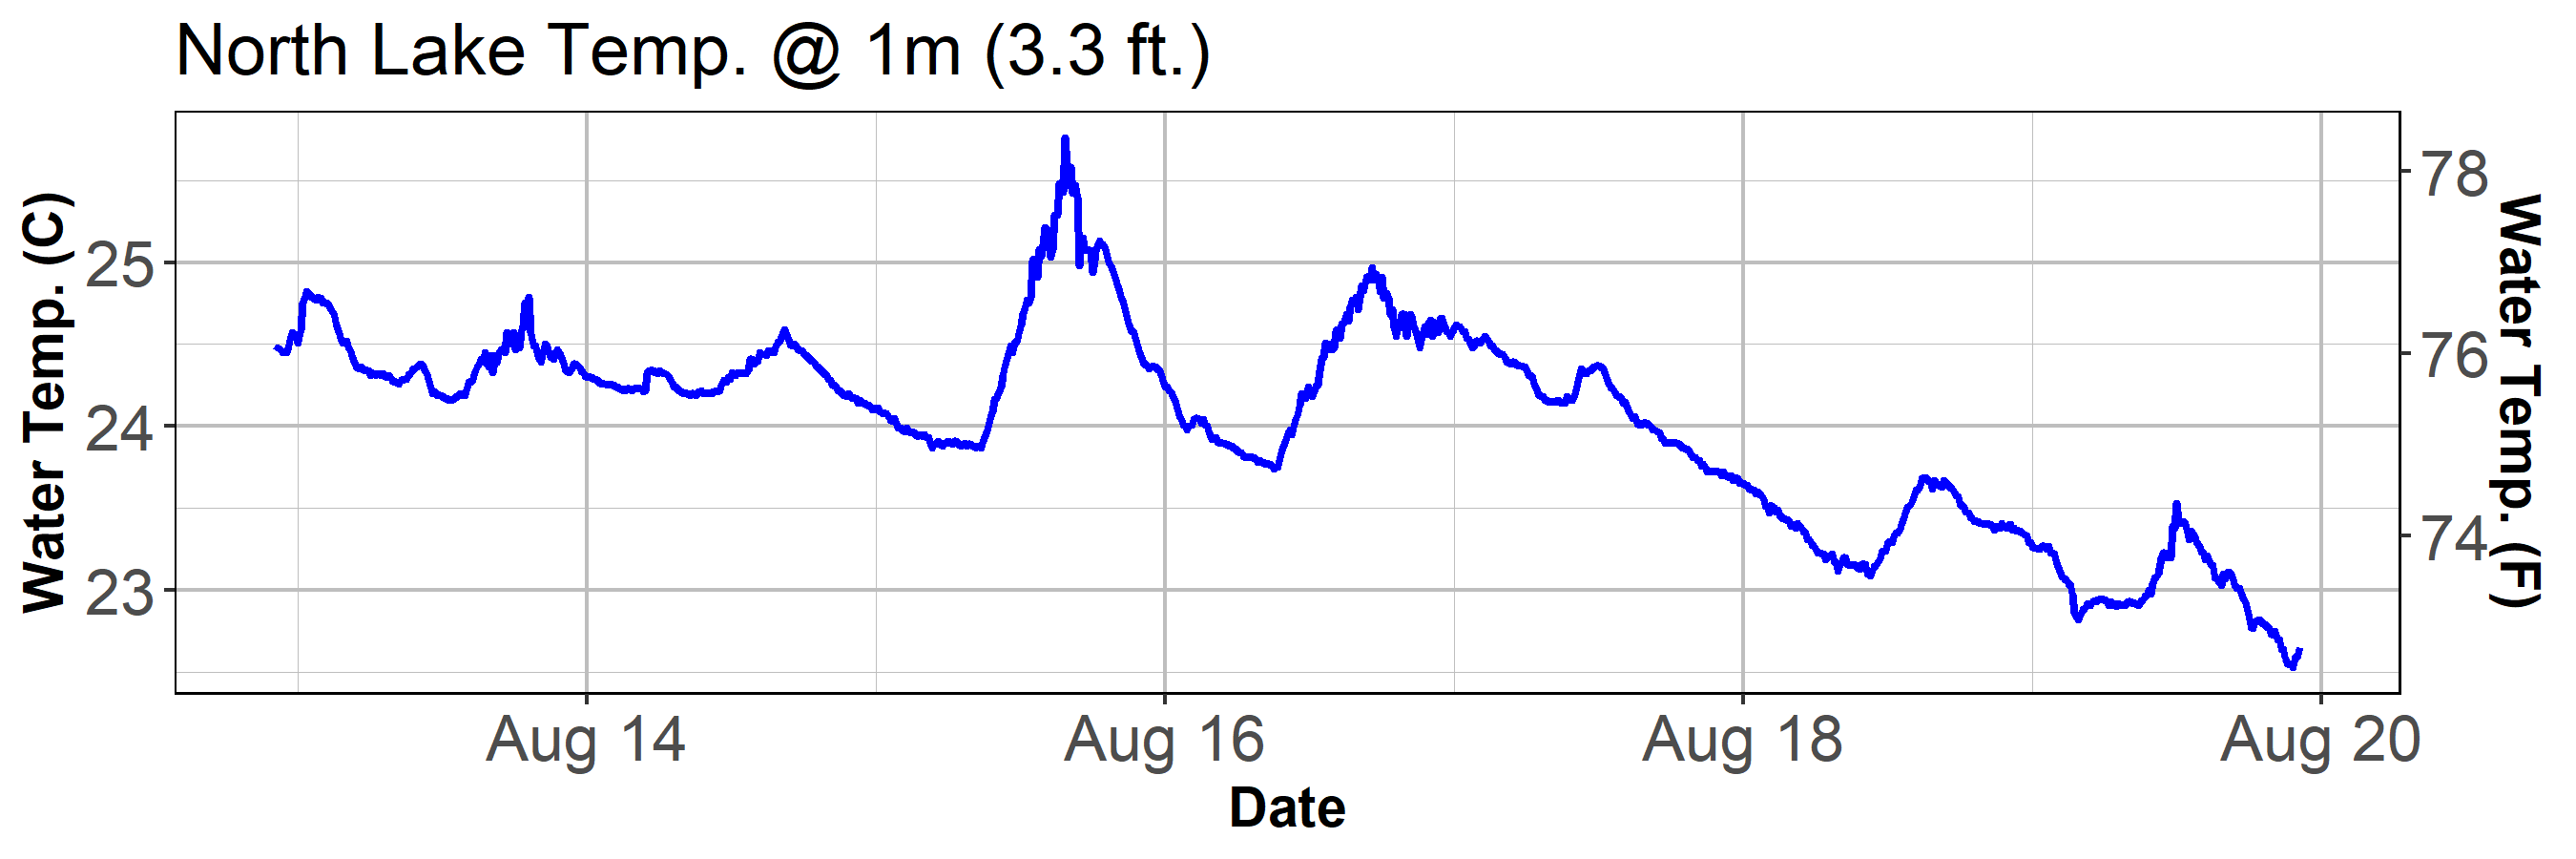 North Lake Temp. @ 1m (3.3 ft.)
Water Temp. (C)
25
24
23
78
76
74
Water Temp. (F)
Aug 14
Aug 16
Aug 18
Aug 20
Date